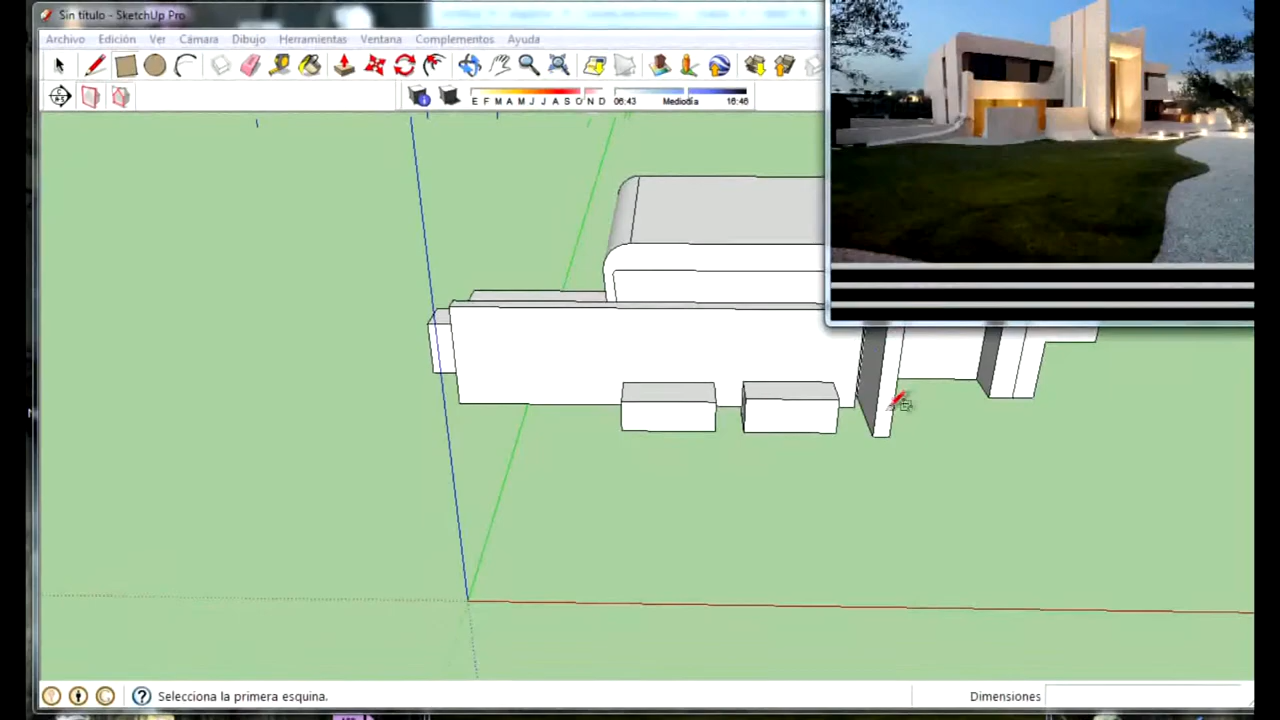 Sin título - SketchUp Pro
Archivo Edición Ver Cámara Dibujo Herramientas Ventana Complementos Ayuda
E F M A M J J A S O N D 06:43 Mediodía 16:46
Selecciona la primera esquina. Dimensiones